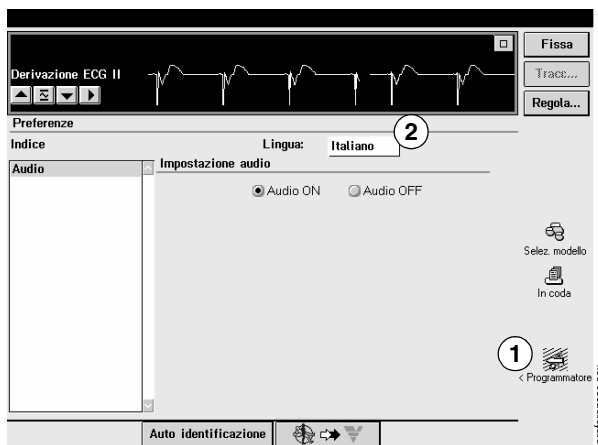 Derivazione ECG II
Fissa
Tracc...
Regola...
Preferenze
Indice
Lingua:
Italiano
2
Audio
Impostazione audio
Audio ON
Audio OFF
Selez. modello
In coda
1
< Programmatore
Auto identificazione